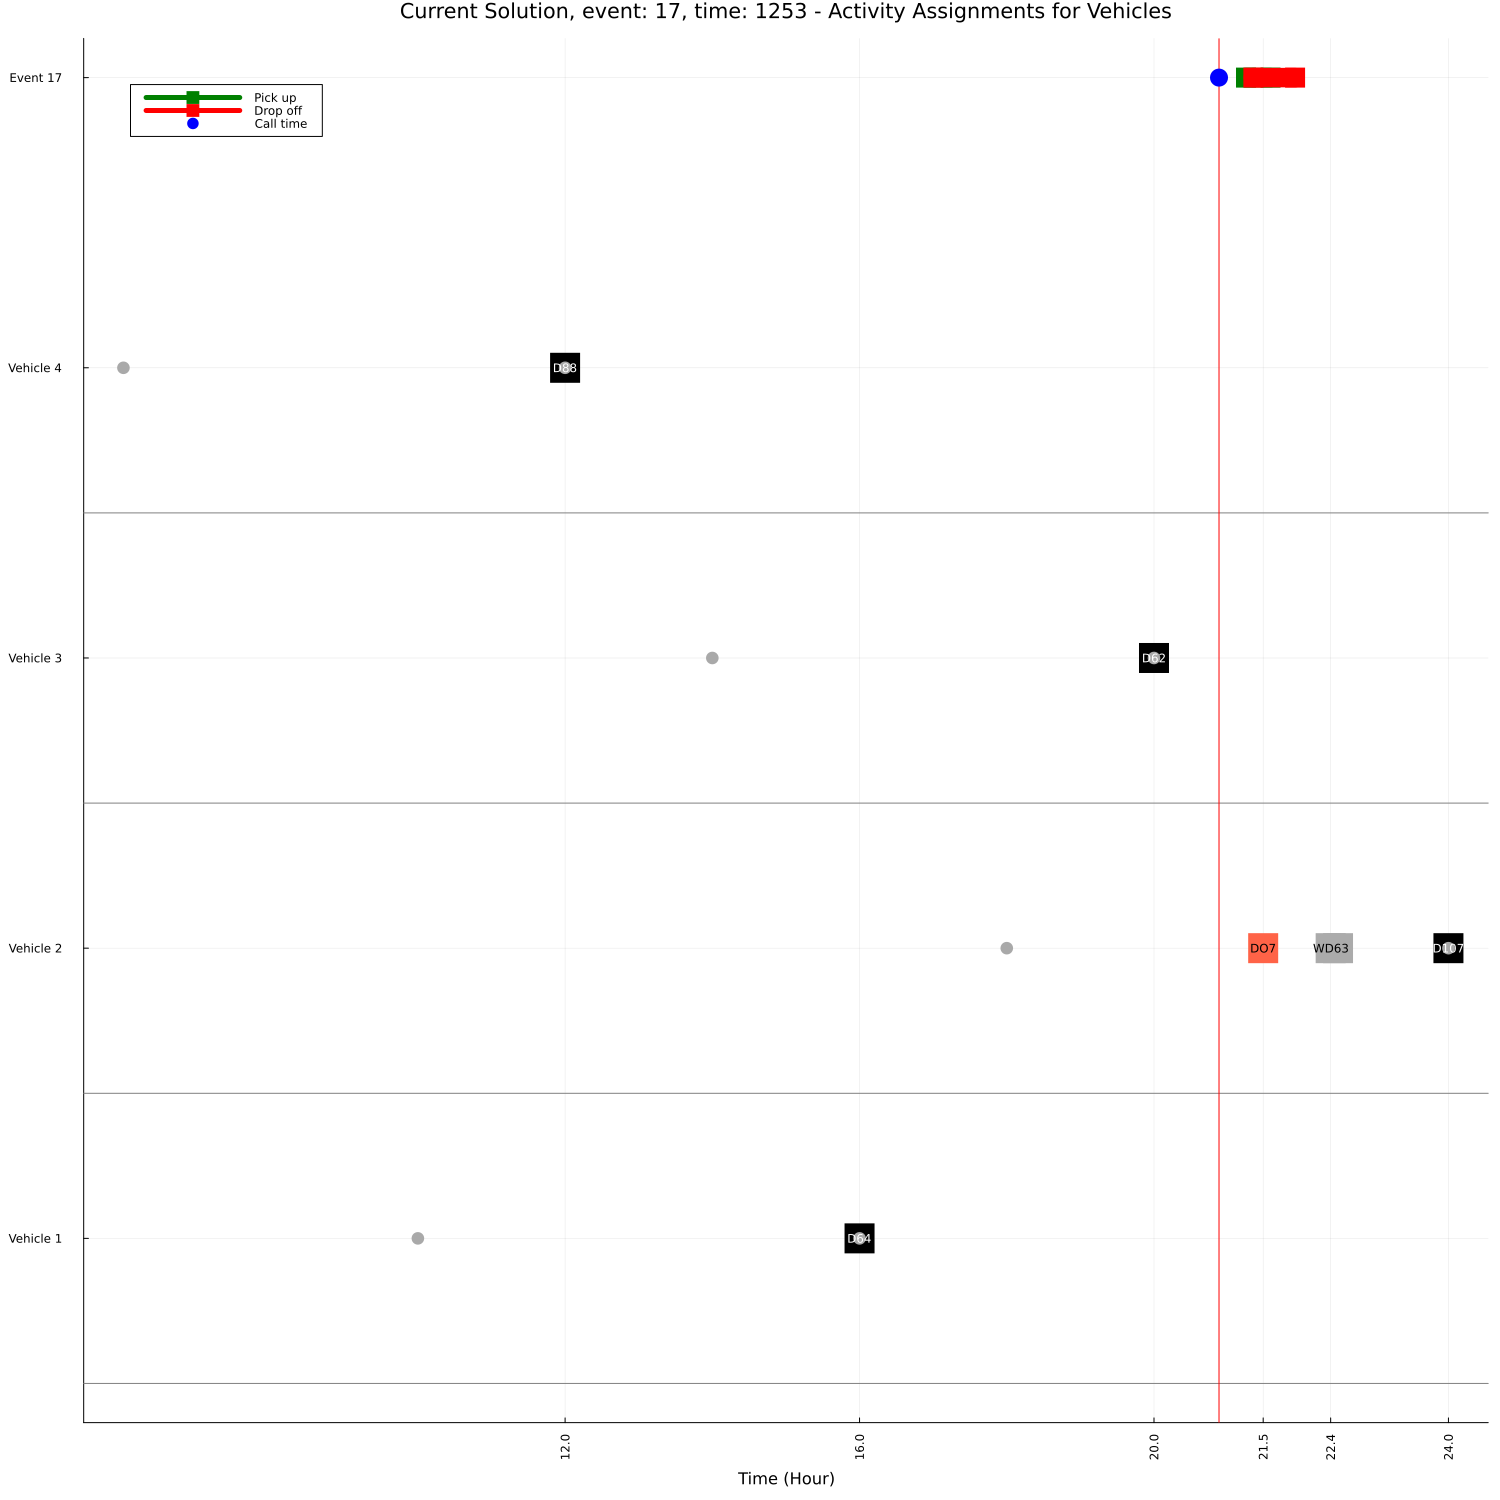 Current Solution, event: 17, time: 1253 - Activity Assignments for Vehicles
Event 17
Pick up
Drop off
Call time
Vehicle 4
D88
Vehicle 3
D62
Vehicle 2
DO7
WD63
D107
Vehicle 1
D64
12.0
16.0
20.0
21.5
22.4
24.0
Time (Hour)